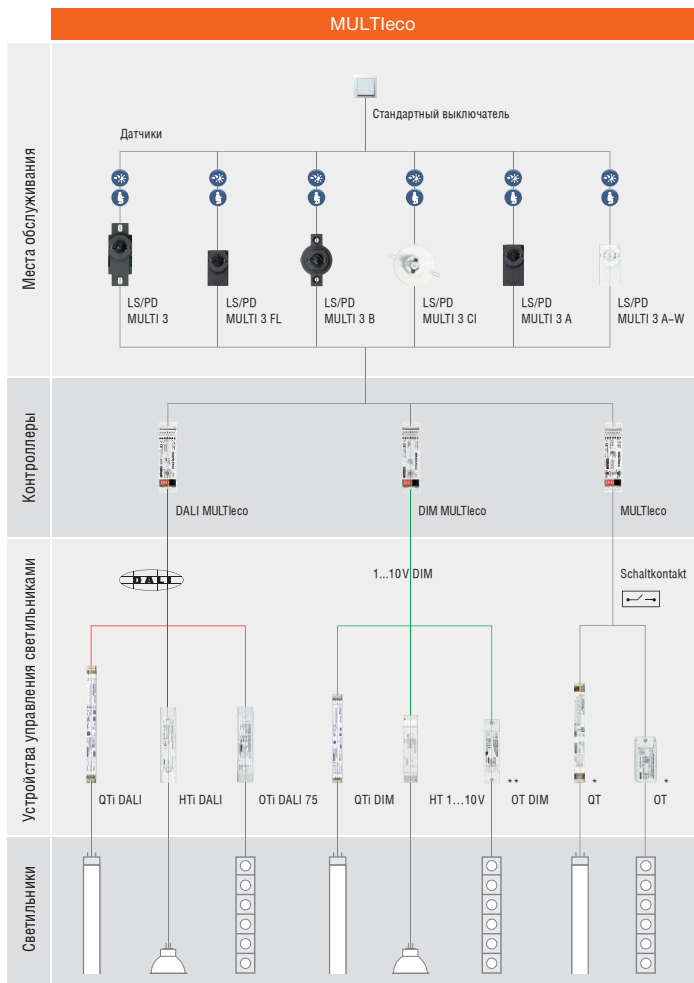 MULTIeco
Места обслуживания
Стандартный выключатель
Датчики
LS/PD
MULTI 3
LS/PD
MULTI 3 FL
LS/PD
MULTI 3 B
LS/PD
MULTI 3 CI
LS/PD
MULTI 3 A
LS/PD
MULTI 3 A–W
Контроллеры
DALI MULTIeco
DIM MULTIeco
MULTIeco
Устройства управления светильниками
DALI
1...10V DIM
Schaltkontakt
QTi DALI
HTi DALI
OTi DALI 75
QTi DIM
HT 1...10V
** OT DIM
* QT
* OT
Светильники